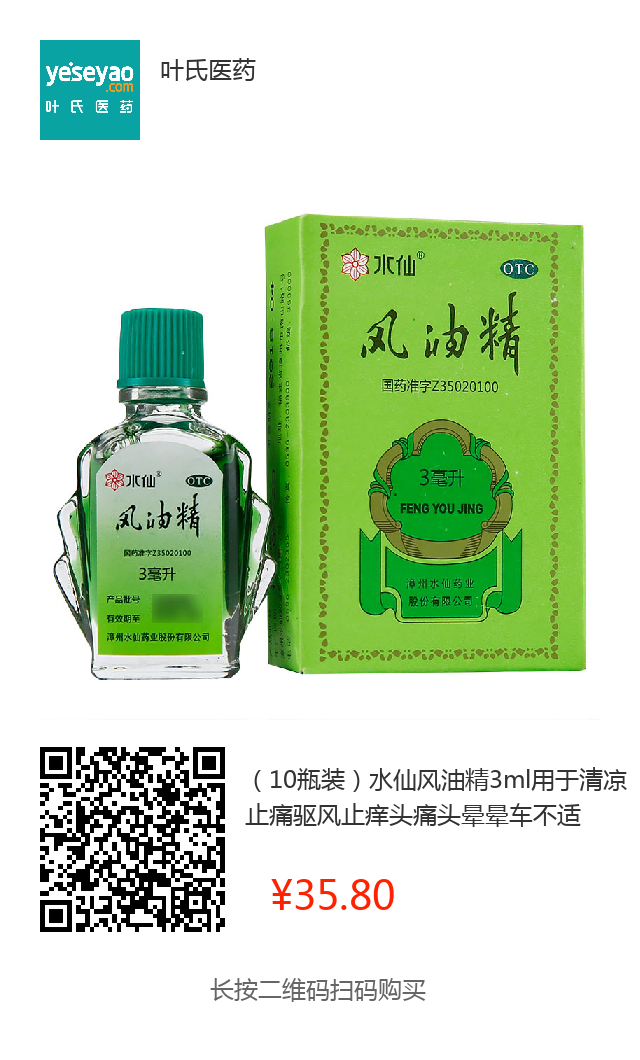 yeseyao
.com
叶氏医药
叶氏医药
水仙®
OTC
风油精
国药准字Z35020100
3毫升
FENG YOU JING
漳州水仙药业
股份有限公司
水仙®
OTC
风油精
国药准字Z35020100
3毫升
产品批号
有效期至
漳州水仙药业股份有限公司
（10瓶装）水仙风油精3ml用于清凉
止痛驱风止痒头痛头晕晕车不适
¥35.80
长按二维码扫码购买